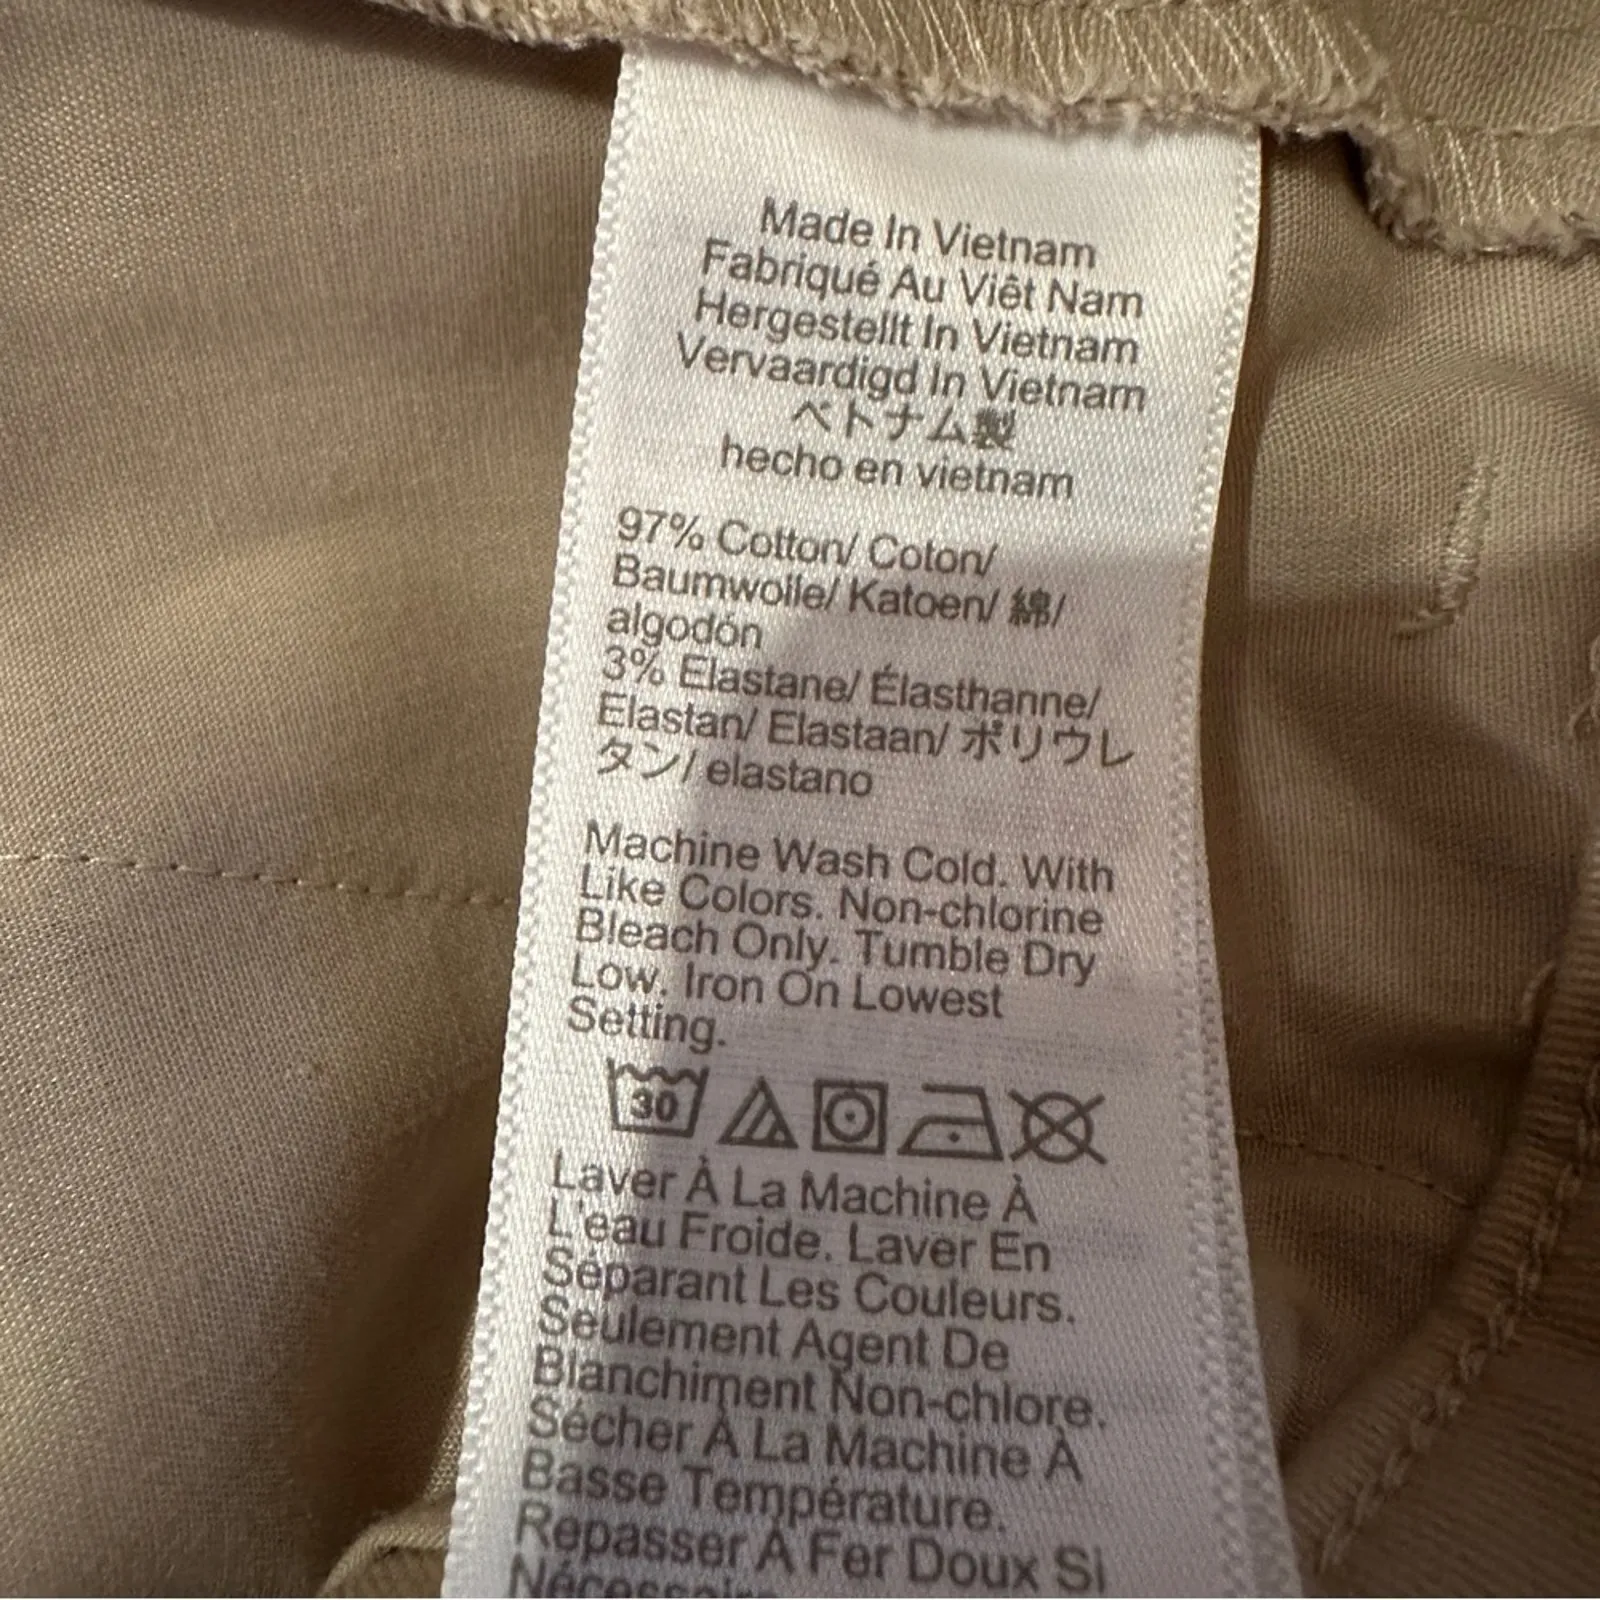 Made In Vietnam
Fabriqué Au Viêt Nam
Hergestellt In Vietnam
Vervaardigd In Vietnam
ベトナム製
hecho en vietnam
97% Cotton/ Coton/
Baumwolle/ Katoen/ 綿/
algodón
3% Elastane/ Élasthanne/
Elastan/ Elastaan/ ポリウレ
タン/ elastano
Machine Wash Cold. With
Like Colors. Non-chlorine
Bleach Only. Tumble Dry
Low. Iron On Lowest
Setting.
30
Laver À La Machine À
L'eau Froide. Laver En
Séparant Les Couleurs.
Seulement Agent De
Blanchiment Non-chlore.
Sécher À La Machine À
Basse Température.
Repasser À Fer Doux Si
Nécessaire